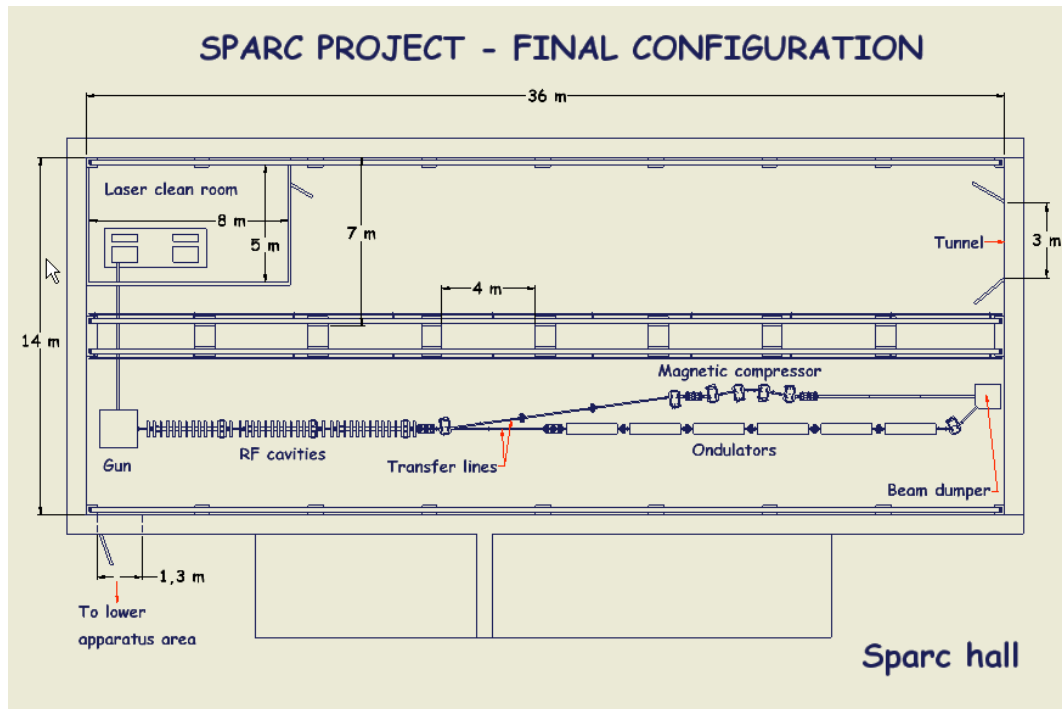 SPARC PROJECT - FINAL CONFIGURATION
36 m
Laser clean room
8 m
5 m
7 m
Tunnel
3 m
4 m
14 m
Magnetic compressor
RF cavities
Gun
Transfer lines
Ondulators
Beam dumper
1,3 m
To lower
apparatus area
Sparc hall